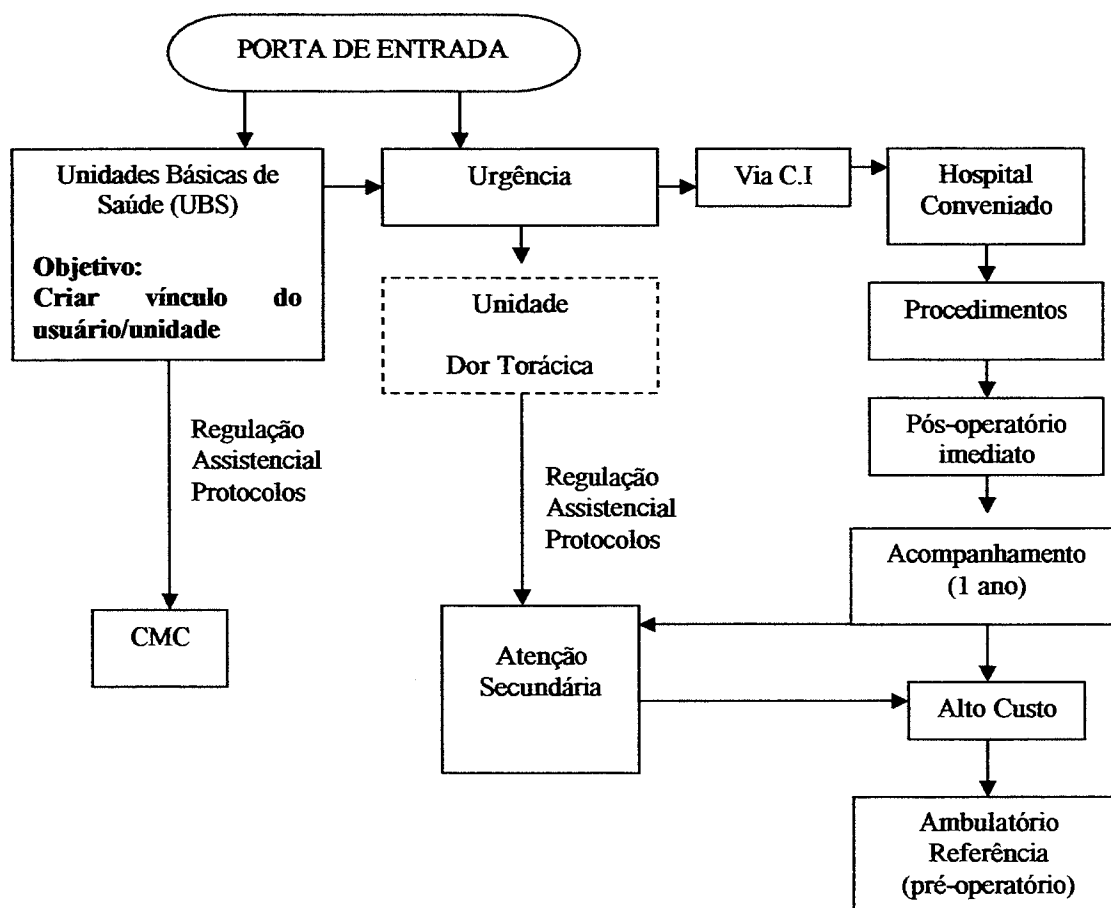 PORTA DE ENTRADA
Unidades Básicas de
Saúde (UBS)
Objetivo:
Criar vínculo do
usuário/unidade
Urgência
Via C.I
Hospital
Conveniado
Unidade
Dor Torácica
Procedimentos
Pós-operatório
imediato
Regulação
Assistencial
Protocolos
Regulação
Assistencial
Protocolos
Acompanhamento
(1 ano)
CMC
Atenção
Secundária
Alto Custo
Ambulatório
Referência
(pré-operatório)